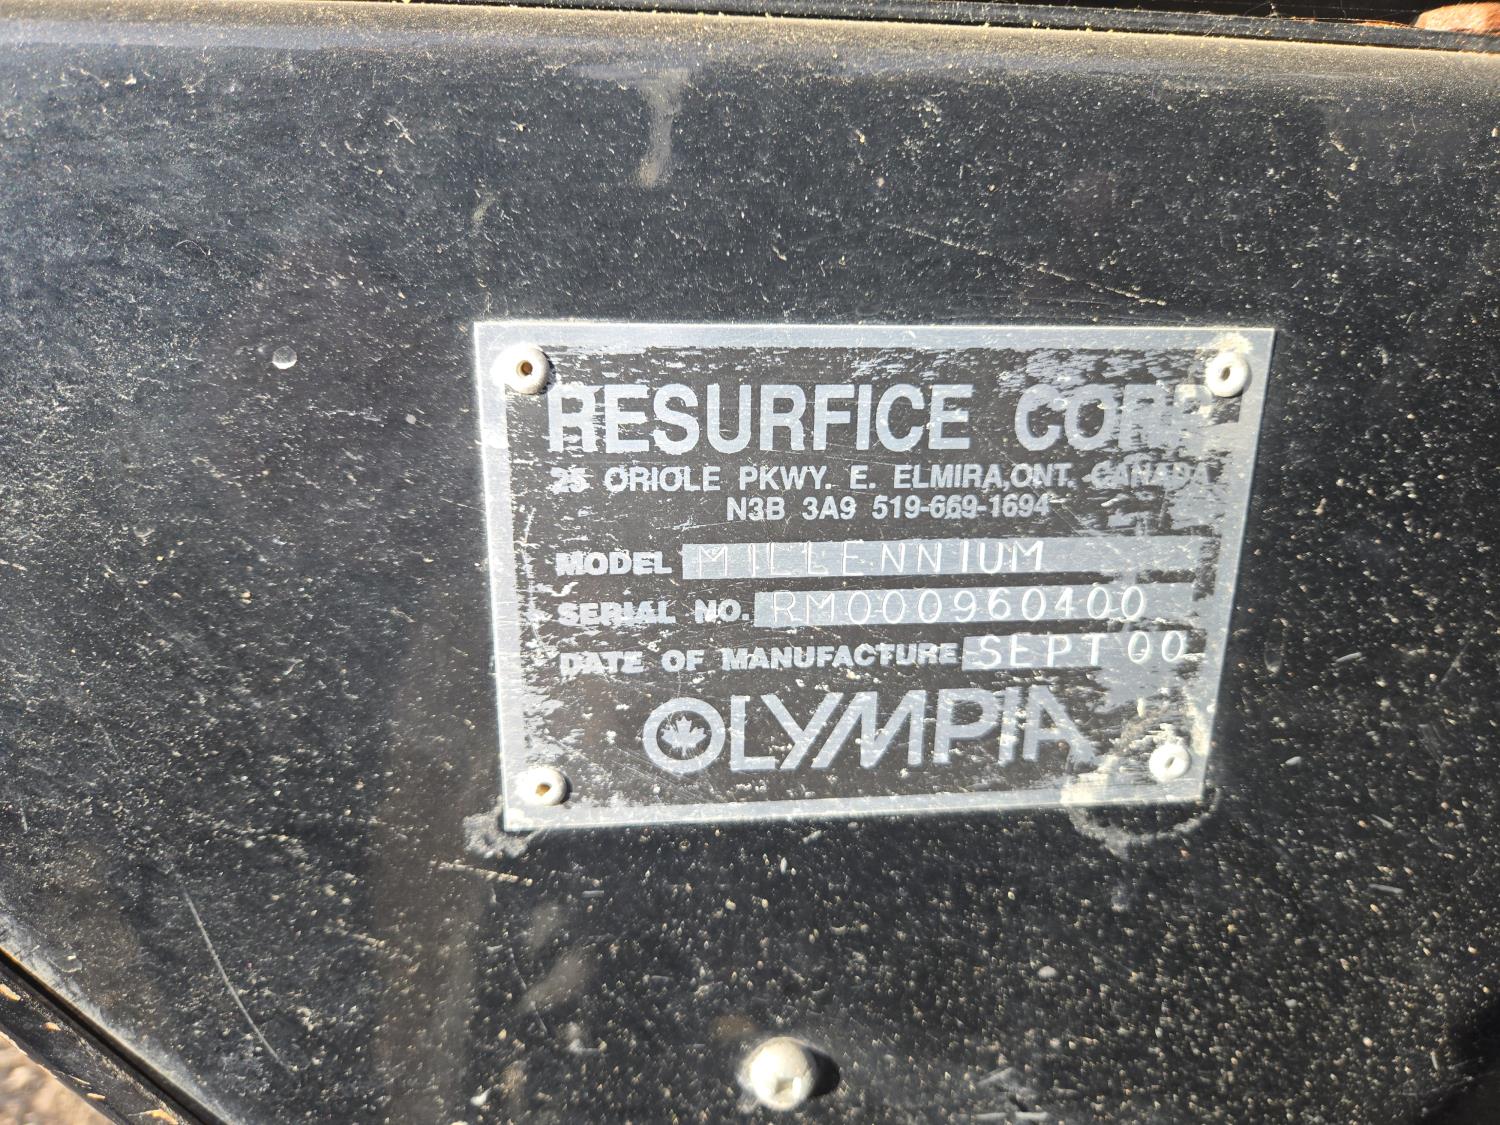 RESURFICE CORP
25 ORIOLE PKWY. E. ELMIRA, ONT. CANADA
N3B 3A9 519-669-1694
MODEL MILLENNIUM
SERIAL NO. RM000960400
DATE OF MANUFACTURE SEPT 00
OLYMPIA